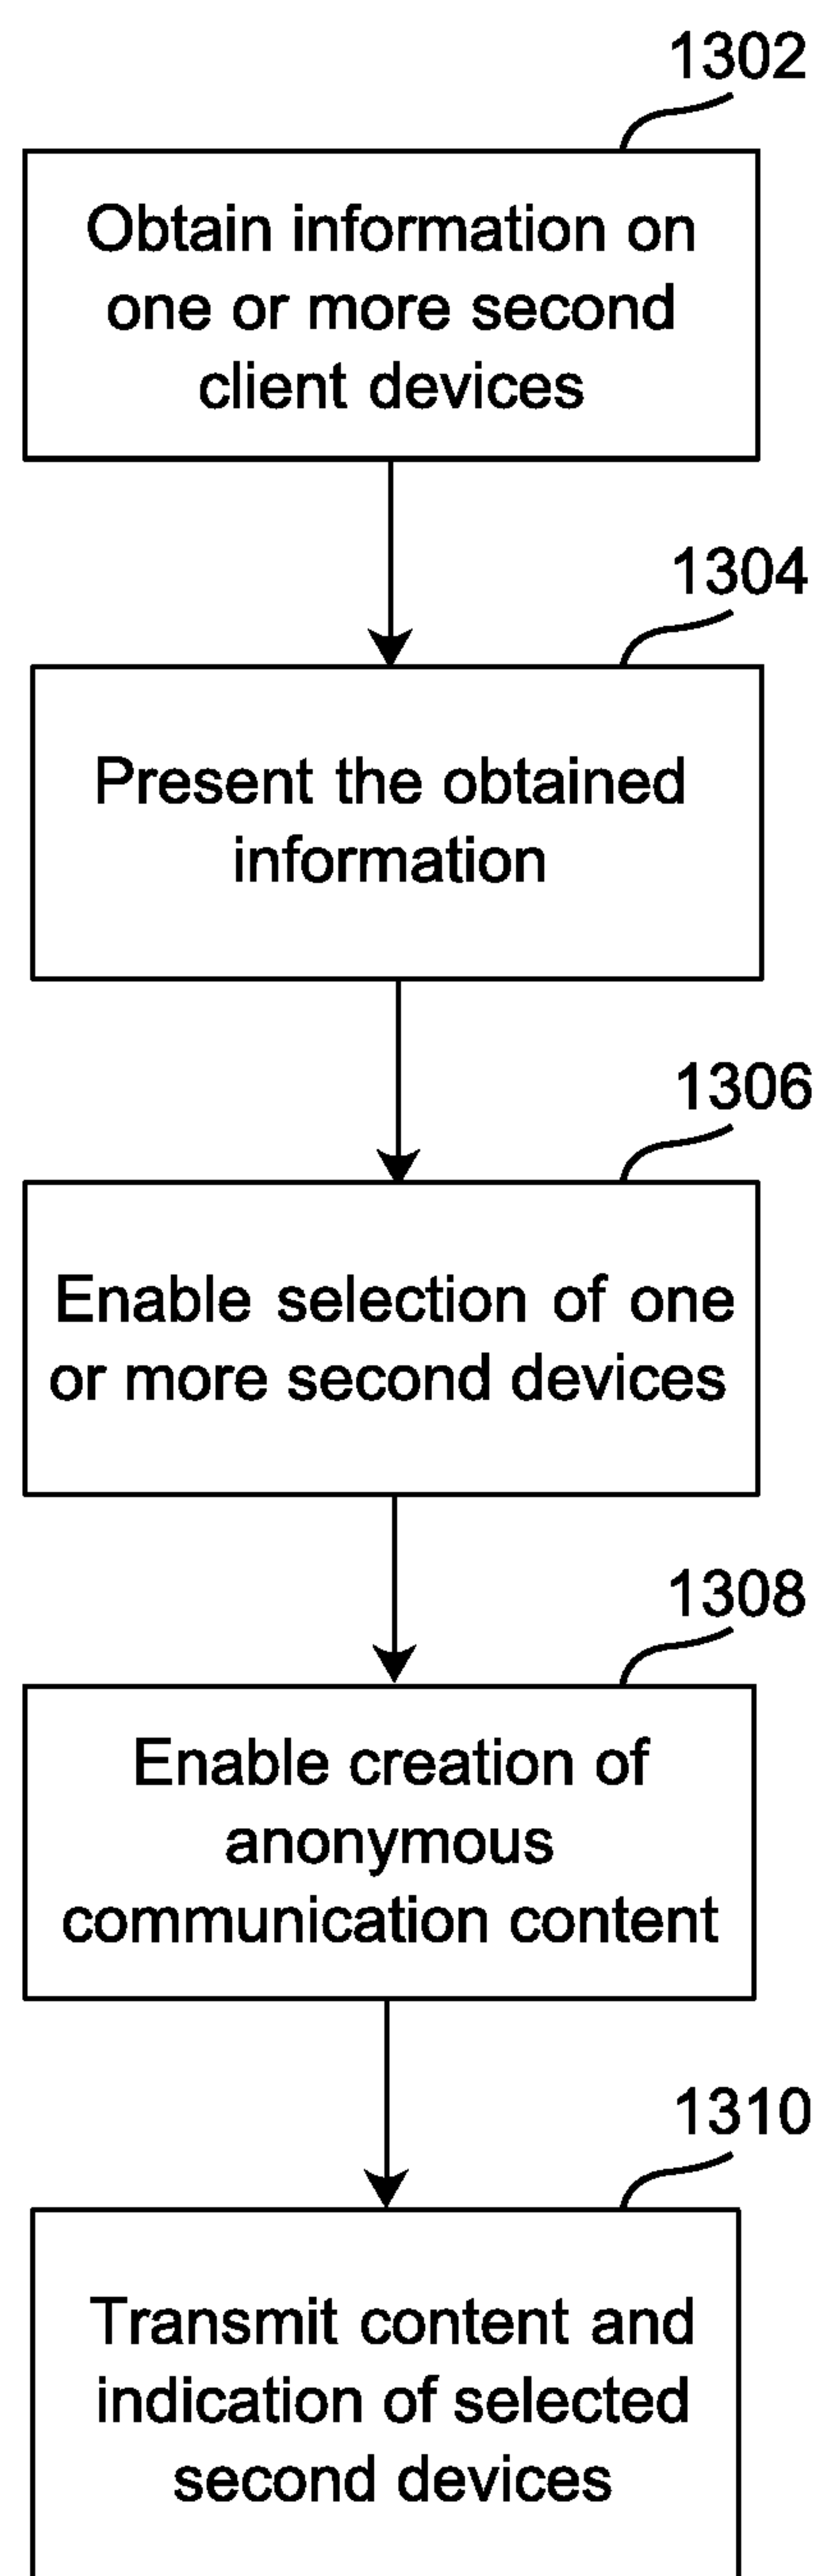 1302
Obtain information on
one or more second
client devices
1304
Present the obtained
information
1306
Enable selection of one
or more second devices
1308
Enable creation of
anonymous
communication content
1310
Transmit content and
indication of selected
second devices